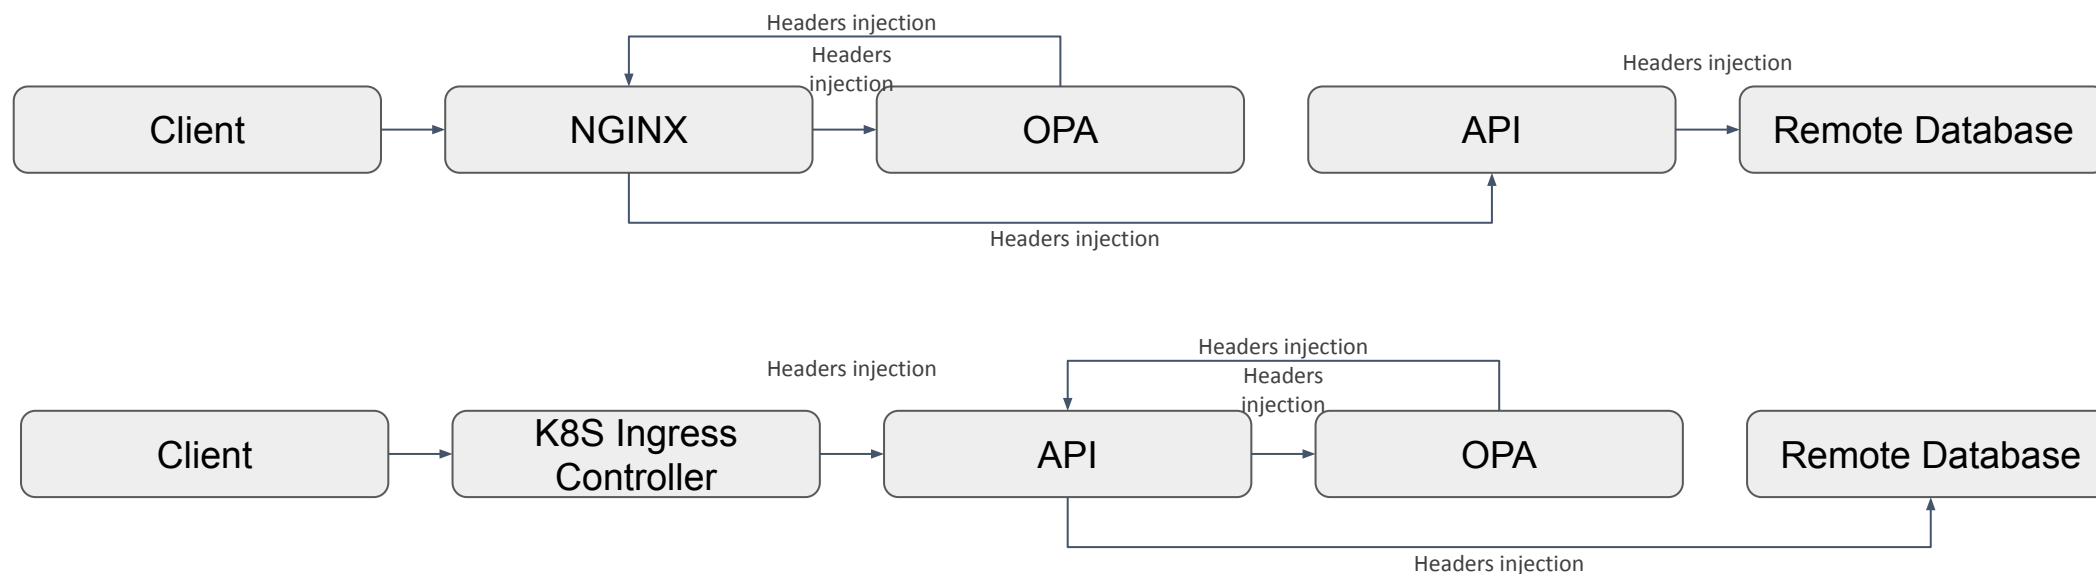 Headers injection
Headers
injection
Headers injection
Client
NGINX
OPA
API
Remote Database
Headers injection
Headers injection
Headers injection
Headers
injection
Client
K8S Ingress
Controller
API
OPA
Remote Database
Headers injection